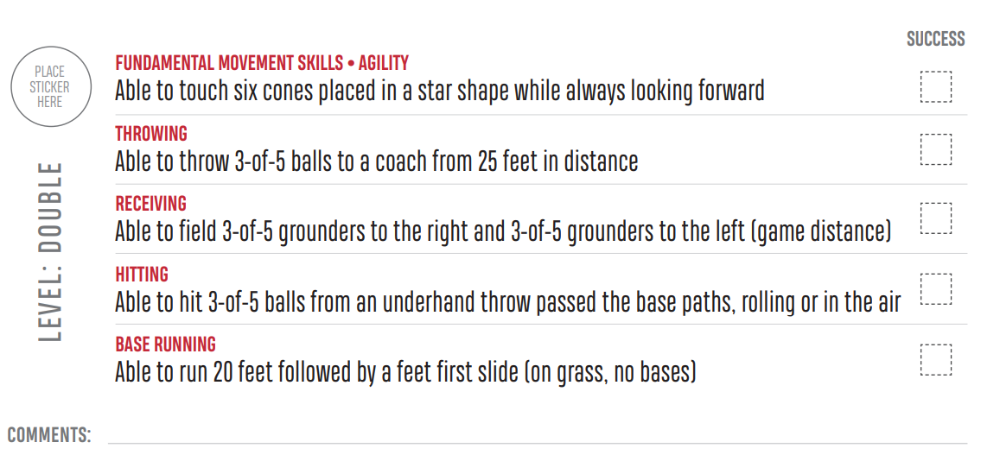 SUCCESS
PLACE
STICKER
HERE
FUNDAMENTAL MOVEMENT SKILLS • AGILITY
Able to touch six cones placed in a star shape while always looking forward
THROWING
Able to throw 3-of-5 balls to a coach from 25 feet in distance
LEVEL: DOUBLE
RECEIVING
Able to field 3-of-5 grounders to the right and 3-of-5 grounders to the left (game distance)
HITTING
Able to hit 3-of-5 balls from an underhand throw passed the base paths, rolling or in the air
BASE RUNNING
Able to run 20 feet followed by a feet first slide (on grass, no bases)
COMMENTS: